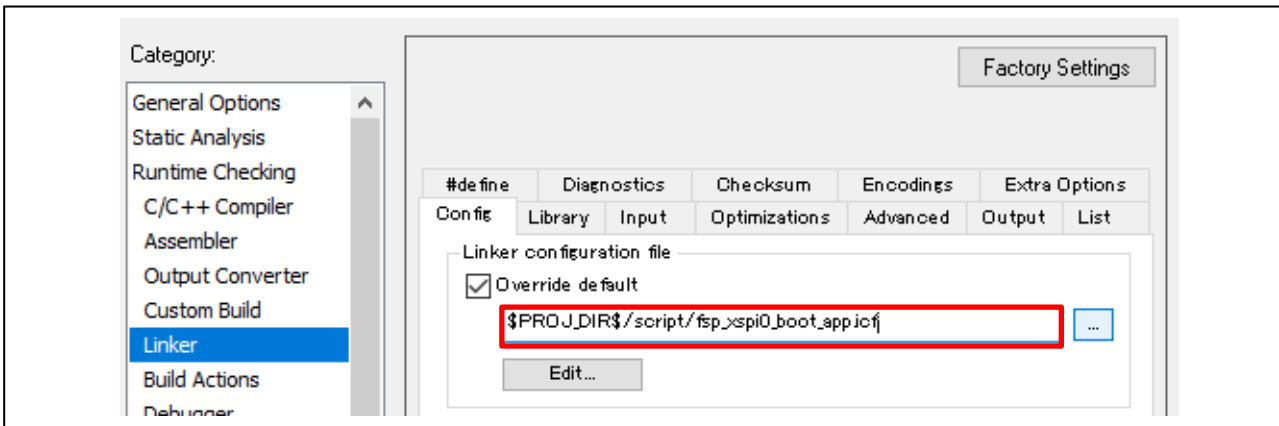 Category:
Factory Settings
General Options
Static Analysis
Runtime Checking
C/C++ Compiler
Assembler
Output Converter
Custom Build
Linker
Build Actions
Debugger
#define Diagnostics Checksum Encodings Extra Options
Config Library Input Optimizations Advanced Output List
Linker configuration file
Override default
$PROJ_DIR$/script/fsp_xspi0_boot_app.icf
...
Edit...